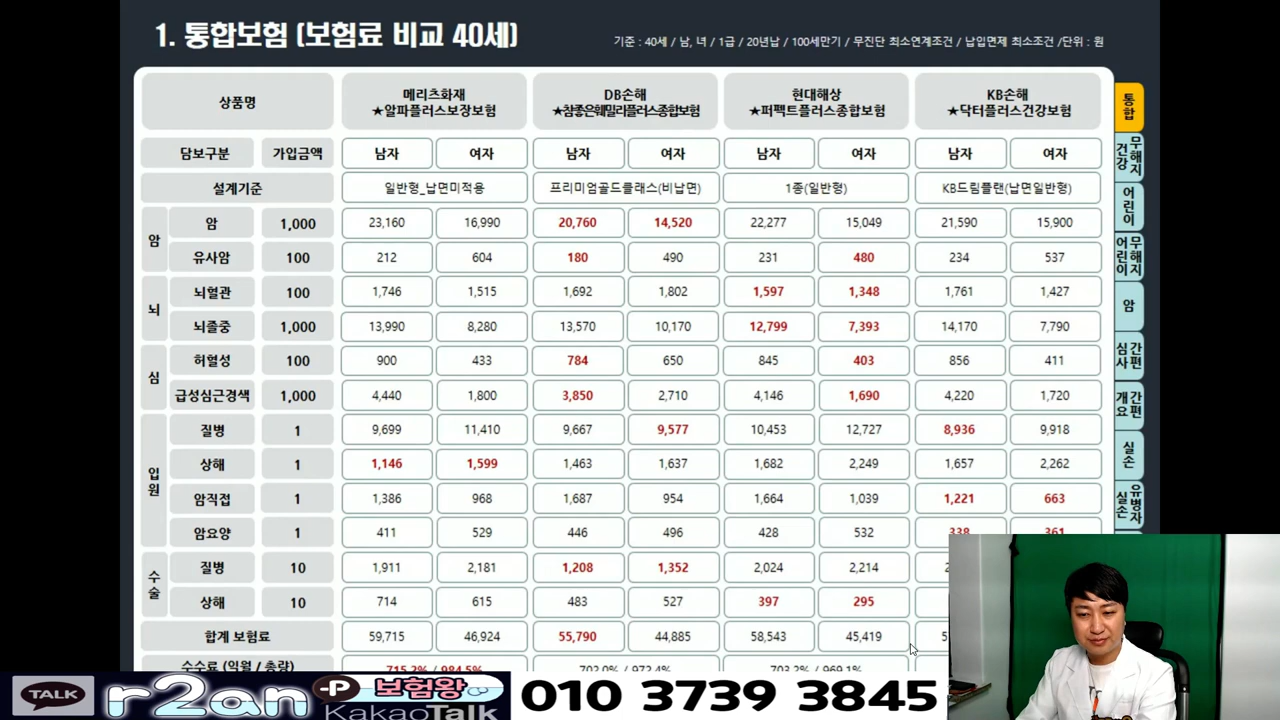 1. 통합보험 (보험료 비교 40세)
기준 : 40세 / 남, 녀 / 1급 / 20년납 / 100세만기 / 무진단 최소연계조건 / 납입면제 최소조건 /단위 : 원
상품명 메리츠화재 ★알파플러스보장보험 DB손해 ★참좋은훼밀리플러스종합보험 현대해상 ★퍼펙트플러스종합보험 KB손해 ★닥터플러스건강보험
담보구분 가입금액 남자 여자 남자 여자 남자 여자 남자 여자
설계기준 일반형_납면미적용 프리미엄골드클래스(비납면) 1종(일반형) KB드림플랜(납면일반형)
암 암 1,000 23,160 16,990 20,760 14,520 22,277 15,049 21,590 15,900
유사암 100 212 604 180 490 231 480 234 537
뇌 뇌혈관 100 1,746 1,515 1,692 1,802 1,597 1,348 1,761 1,427
뇌졸중 1,000 13,990 8,280 13,570 10,170 12,799 7,393 14,170 7,790
심 허혈성 100 900 433 784 650 845 403 856 411
급성심근경색 1,000 4,440 1,800 3,850 2,710 4,146 1,690 4,220 1,720
입원 질병 1 9,699 11,410 9,667 9,577 10,453 12,727 8,936 9,918
상해 1 1,146 1,599 1,463 1,637 1,682 2,249 1,657 2,262
암직접 1 1,386 968 1,687 954 1,664 1,039 1,221 663
암요양 1 411 529 446 496 428 532 338 361
수술 질병 10 1,911 2,181 1,208 1,352 2,024 2,214
상해 10 714 615 483 527 397 295
합계 보험료 59,715 46,924 55,790 44,885 58,543 45,419
수수료 (익월 / 총량) 715.2% / 984.5% 702.0% / 972.4% 703.2% / 969.1%
통합
무해지 건강
어린이
무해지 어린이
암
간편 심사
간편 개요
실손
유병자 실손
TALK r2an -P 보험왕 KakaoTalk 010 3739 3845